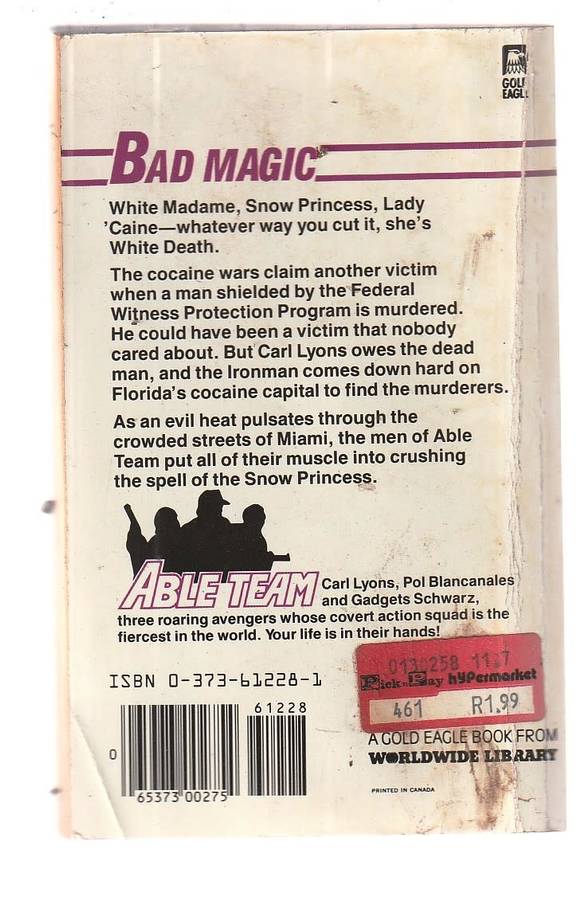 GOLD
EAGL
BAD MAGIC
White Madame, Snow Princess, Lady
'Caine—whatever way you cut it, she's
White Death.
The cocaine wars claim another victim
when a man shielded by the Federal
Witness Protection Program is murdered.
He could have been a victim that nobody
cared about. But Carl Lyons owes the dead
man, and the Ironman comes down hard on
Florida's cocaine capital to find the murderers.
As an evil heat pulsates through the
crowded streets of Miami, the men of Able
Team put all of their muscle into crushing
the spell of the Snow Princess.
ABLE TEAM
Carl Lyons, Pol Blancanales
and Gadgets Schwarz,
three roaring avengers whose covert action squad is the
fiercest in the world. Your life is in their hands!
ISBN 0-373-61228-1
61228
0
65373 00275
0130258 11.7
Pick n Pay hypermarket
461 R1.99
A GOLD EAGLE BOOK FROM
WORLDWIDE LIBRARY
PRINTED IN CANADA